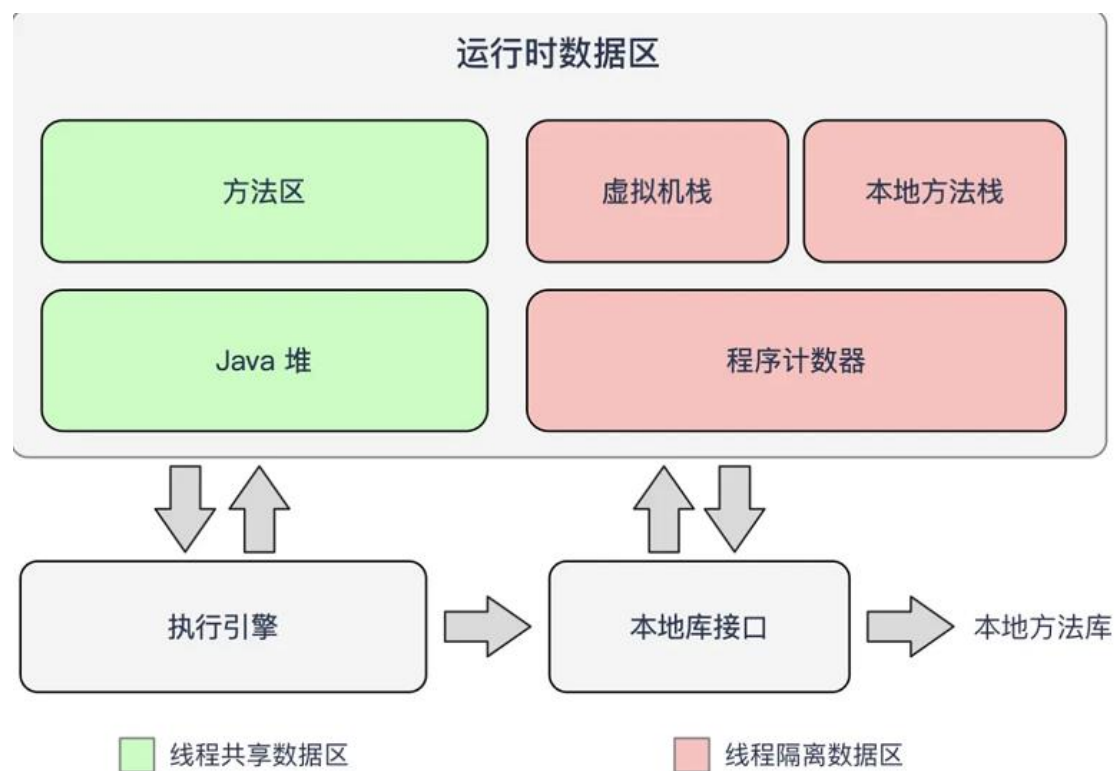 运行时数据区
方法区
虚拟机栈
本地方法栈
Java 堆
程序计数器
执行引擎
本地库接口
本地方法库
线程共享数据区
线程隔离数据区